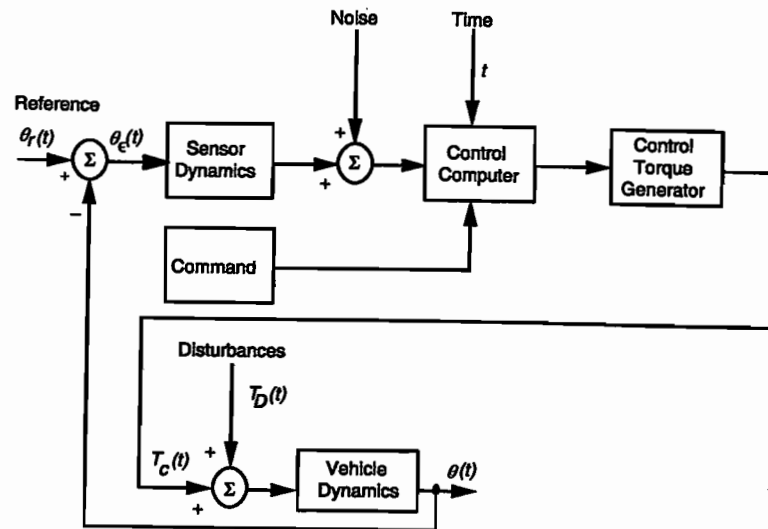 Noise
Time
t
Reference
θr(t)
+
Σ
−
θϵ(t)
Sensor
Dynamics
+
+
Σ
Control
Computer
Control
Torque
Generator
Command
Disturbances
TD(t)
Tc(t)
+
+
Σ
Vehicle
Dynamics
θ(t)